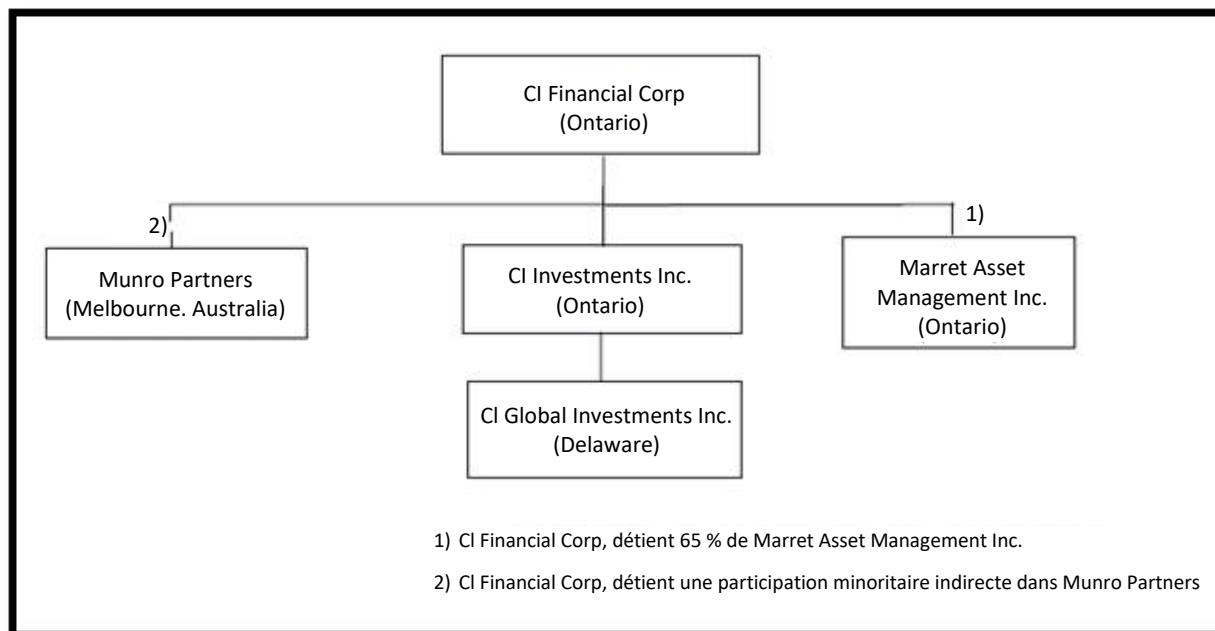 CI Financial Corp
(Ontario)
2)
1)
Munro Partners
(Melbourne. Australia)
CI Investments Inc.
(Ontario)
Marret Asset
Management Inc.
(Ontario)
Cl Global Investments Inc.
(Delaware)
1) Cl Financial Corp, détient 65 % de Marret Asset Management Inc.
2) Cl Financial Corp, détient une participation minoritaire indirecte dans Munro Partners